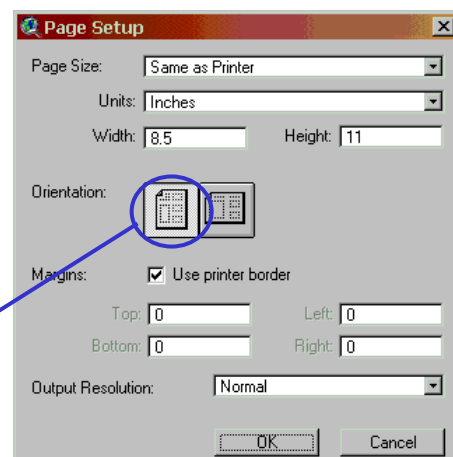 Page Setup
Page Size: Same as Printer
Units: Inches
Width: 8.5 Height: 11
Orientation:
Margins: Use printer border
Top: 0 Left: 0
Bottom: 0 Right: 0
Output Resolution: Normal
OK Cancel